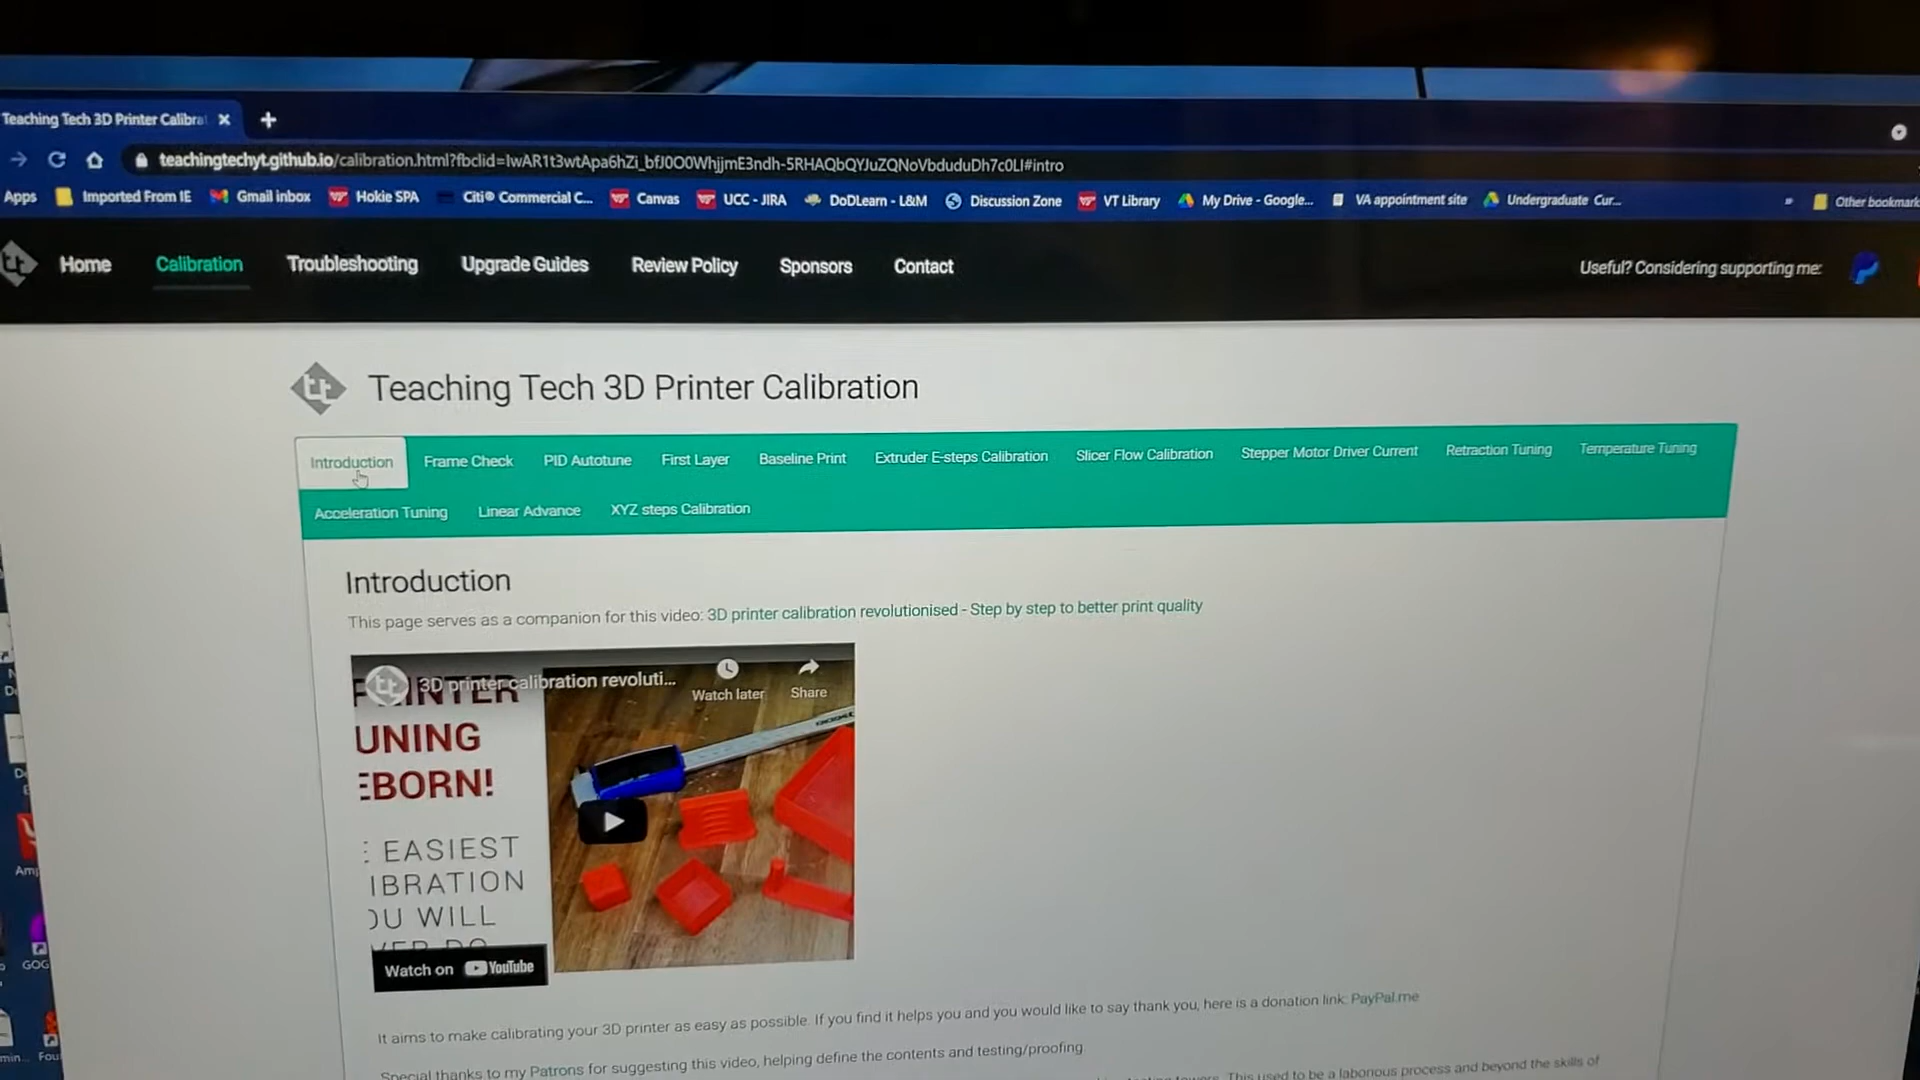 Teaching Tech 3D Printer Calibra
teachingtechyt.github.io/calibration.html?fbclid=IwAR1t3wtApa6hZi_bfJ0O0WhjjmE3ndh-5RHAQbQYJuZQNoVbduduDh7c0LI#intro
Apps Imported From IE Gmail inbox Hokie SPA Citi® Commercial C... Canvas UCC - JIRA DoDLearn - L&M Discussion Zone VT Library My Drive - Google... VA appointment site Undergraduate Cur... » Other bookmark
Home Calibration Troubleshooting Upgrade Guides Review Policy Sponsors Contact Useful? Considering supporting me:
Teaching Tech 3D Printer Calibration
Introduction Frame Check PID Autotune First Layer Baseline Print Extruder E-steps Calibration Slicer Flow Calibration Stepper Motor Driver Current Retraction Tuning Temperature Tuning
Acceleration Tuning Linear Advance XYZ steps Calibration
Introduction
This page serves as a companion for this video: 3D printer calibration revolutionised - Step by step to better print quality
3D printer calibration revoluti...
Watch later Share
PRINTER
UNING
EBORN!
E EASIEST
IBRATION
OU WILL
VER DO
Watch on YouTube
GOG
It aims to make calibrating your 3D printer as easy as possible. If you find it helps you and you would like to say thank you, here is a donation link: PayPal.me
Special thanks to my Patrons for suggesting this video, helping define the contents and testing/proofing.
towers. This used to be a laborious process and beyond the skills of